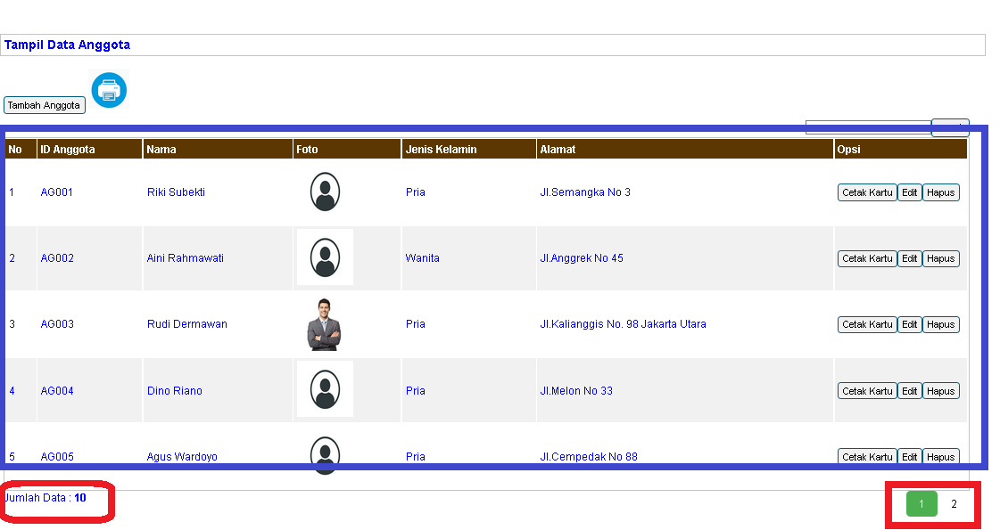 Tampil Data Anggota
Tambah Anggota
No ID Anggota Nama Foto Jenis Kelamin Alamat Opsi
1 AG001 Riki Subekti Pria Jl.Semangka No 3 Cetak Kartu Edit Hapus
2 AG002 Aini Rahmawati Wanita Jl.Anggrek No 45 Cetak Kartu Edit Hapus
3 AG003 Rudi Dermawan Pria Jl.Kalianggis No. 98 Jakarta Utara Cetak Kartu Edit Hapus
4 AG004 Dino Riano Pria Jl.Melon No 33 Cetak Kartu Edit Hapus
5 AG005 Agus Wardoyo Pria Jl.Cempedak No 88 Cetak Kartu Edit Hapus
Jumlah Data : 10
1 2